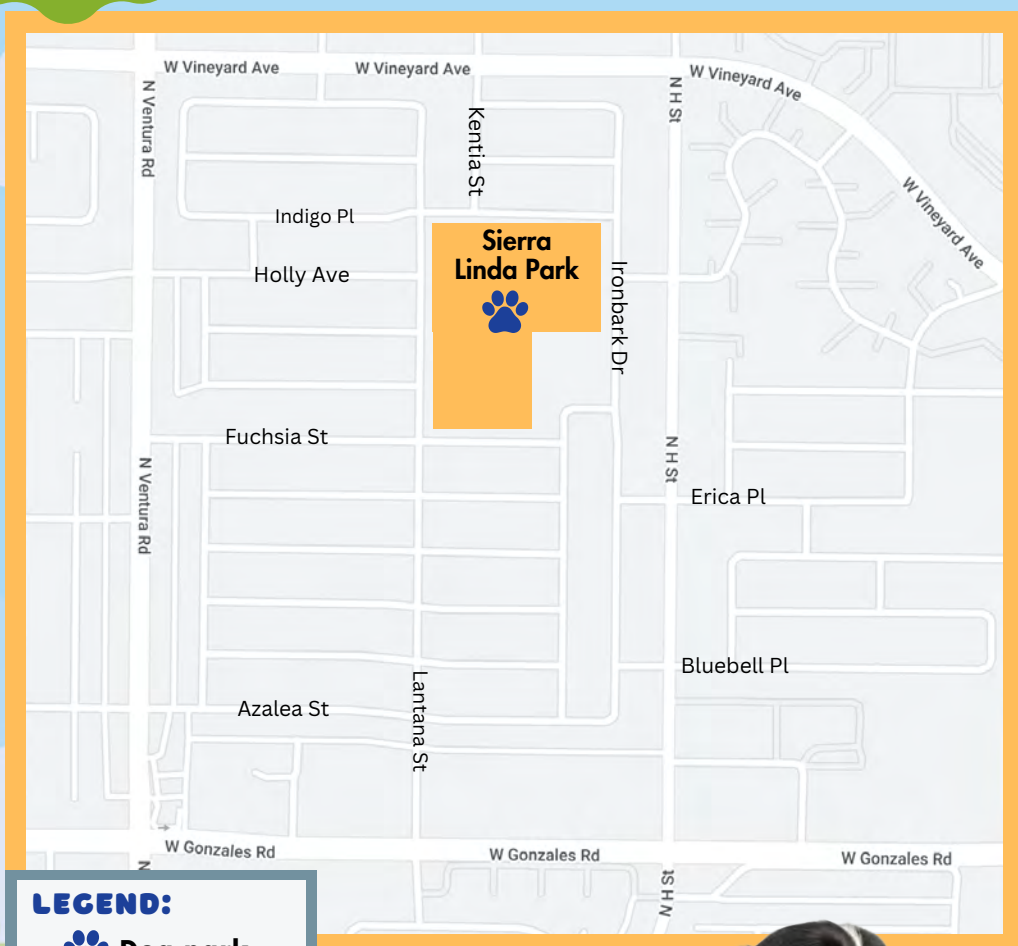 W Vineyard Ave
W Vineyard Ave
W Vineyard Ave
N Ventura Rd
N H St
Kentia St
W Vineyard Ave
Indigo Pl
Sierra
Linda Park
Holly Ave
Ironbark Dr
Fuchsia St
N H St
N Ventura Rd
Erica Pl
Bluebell Pl
Lantana St
Azalea St
W Gonzales Rd
W Gonzales Rd
W Gonzales Rd
N
N H St
LEGEND:
Dog park